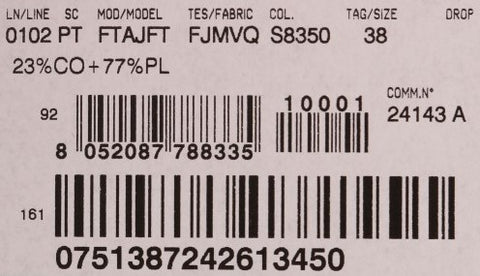 LN/LINE SC MOD/MODEL TES/FABRIC COL. TAG/SIZE DROP
0102 PT FTAJFT FJMVQ S8350 38
23%CO+77%PL
COMM.N°
10001
92 24143 A
8 052087 788335
161
0751387242613450